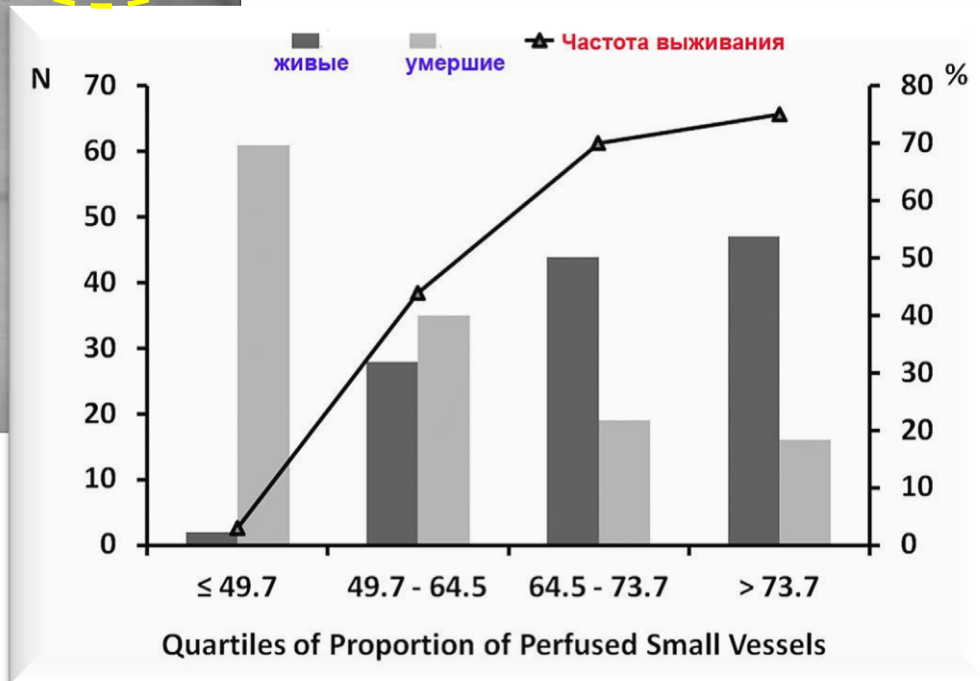 живые умершие Частота выживания
N %
70 80
60 70
50 60
40 50
30 40
20 30
10 20
0 10
0
≤ 49.7 49.7 - 64.5 64.5 - 73.7 > 73.7
Quartiles of Proportion of Perfused Small Vessels